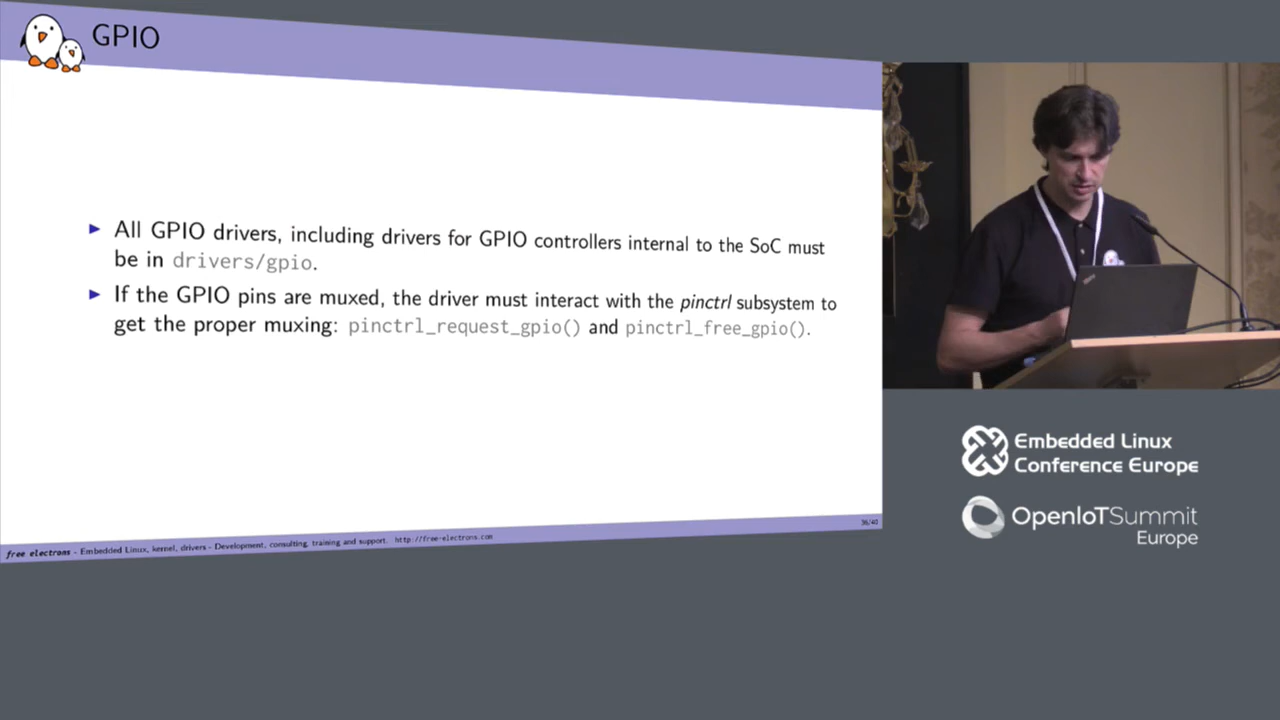 GPIO
▶ All GPIO drivers, including drivers for GPIO controllers internal to the SoC must
be in drivers/gpio.
▶ If the GPIO pins are muxed, the driver must interact with the pinctrl subsystem to
get the proper muxing: pinctrl_request_gpio() and pinctrl_free_gpio().
free electrons - Embedded Linux, kernel, drivers - Development, consulting, training and support. http://free-electrons.com
36/40
Embedded Linux
Conference Europe
OpenIoTSummit
Europe